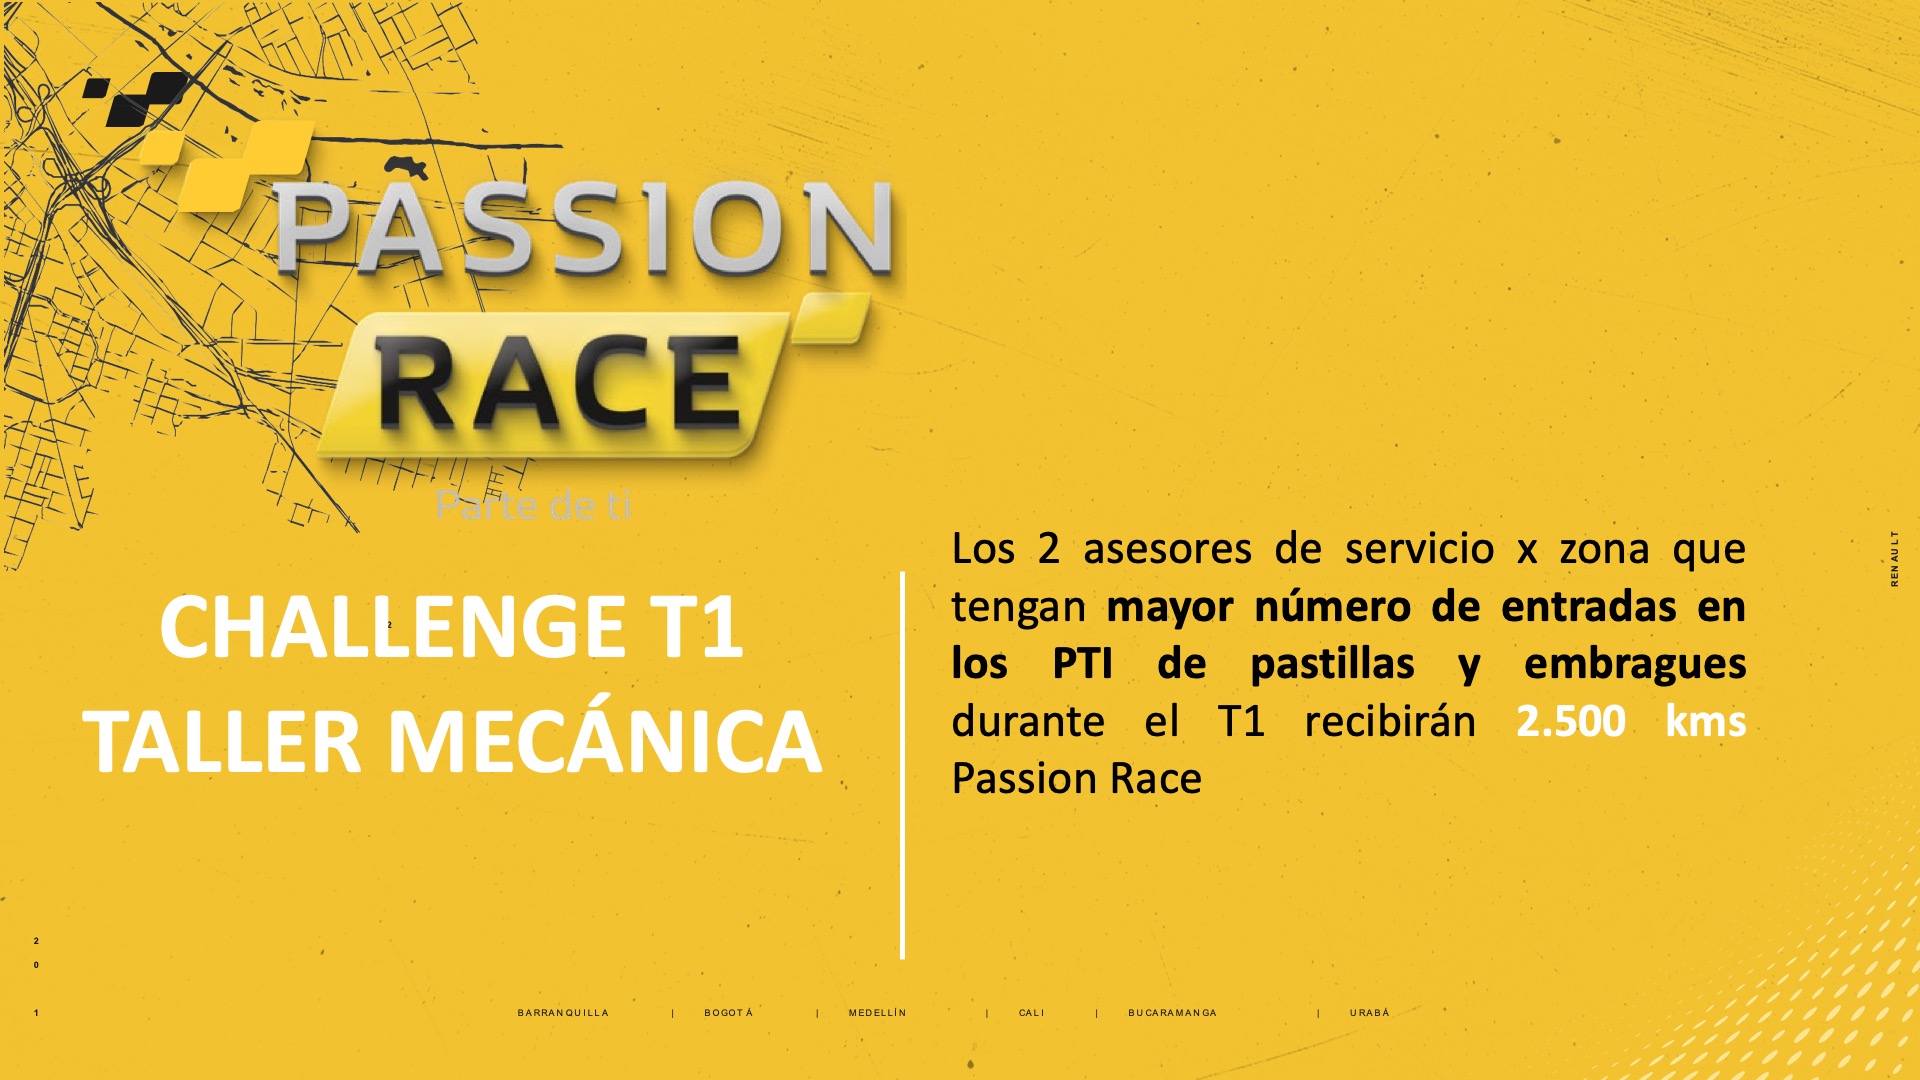 PASSION
RACE
Parte de ti
CHALLENGE T1
TALLER MECÁNICA
2
Los 2 asesores de servicio x zona que
tengan mayor número de entradas en
los PTI de pastillas y embragues
durante el T1 recibirán 2.500 kms
Passion Race
RENAULT
2
0
1
BARRANQUILLA | BOGOTÁ | MEDELLÍN | CALI | BUCARAMANGA | URABÁ